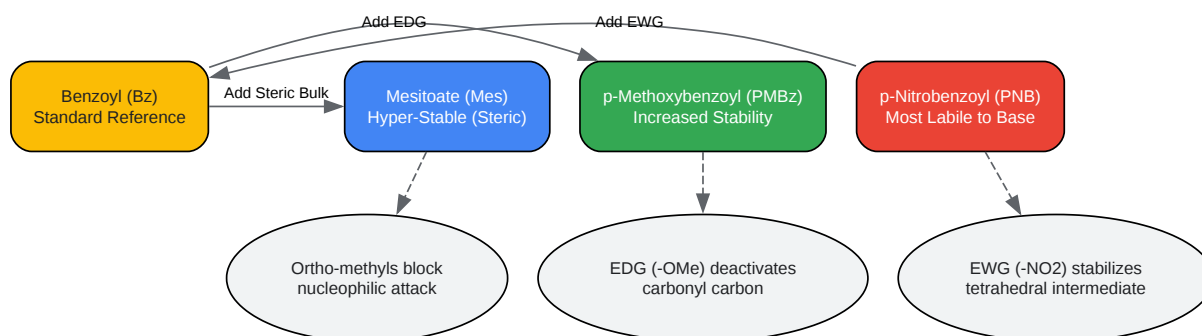 Add EDG
Add EWG
Benzoyl (Bz)
Standard Reference
Add Steric Bulk
Mesitoate (Mes)
Hyper-Stable (Steric)
p-Methoxybenzoyl (PMBz)
Increased Stability
p-Nitrobenzoyl (PNB)
Most Labile to Base
Ortho-methyls block
nucleophilic attack
EDG (-OMe) deactivates
carbonyl carbon
EWG (-NO2) stabilizes
tetrahedral intermediate